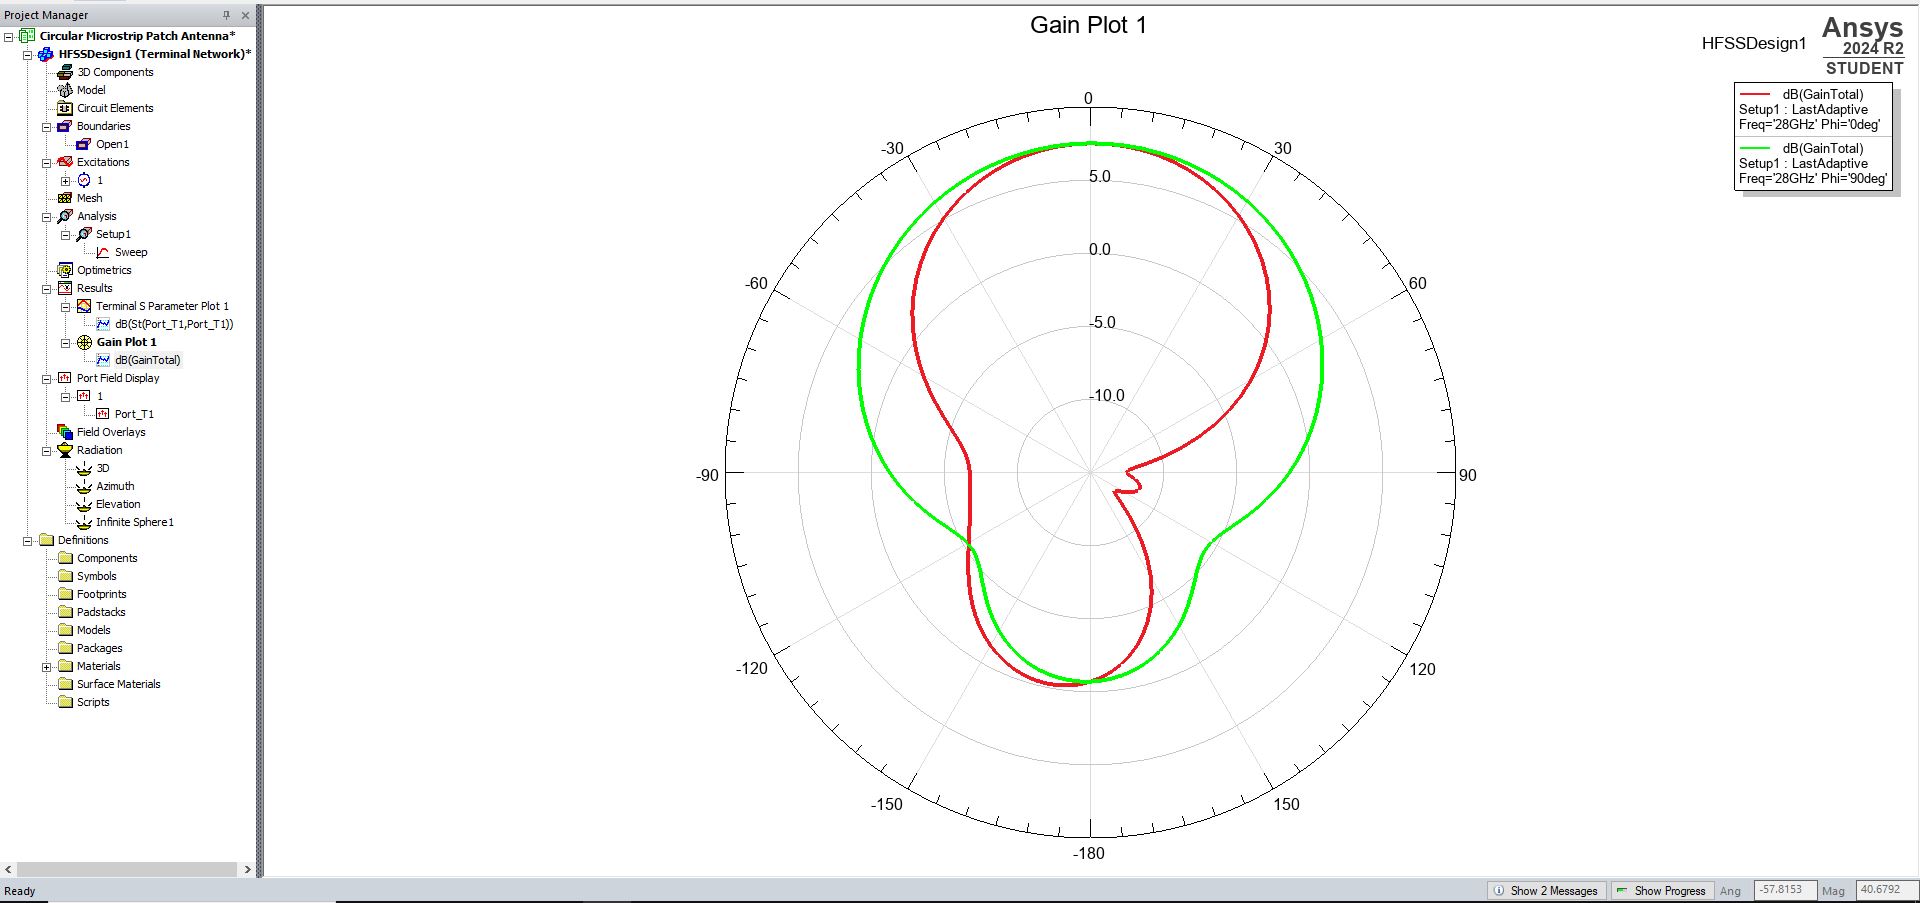 Project Manager
Circular Microstrip Patch Antenna*
HFSSDesign1 (Terminal Network)*
3D Components
Model
Circuit Elements
Boundaries
Open1
Excitations
1
Mesh
Analysis
Setup1
Sweep
Optimetrics
Results
Terminal S Parameter Plot 1
dB(St(Port_T1,Port_T1))
Gain Plot 1
dB(GainTotal)
Port Field Display
1
Port_T1
Field Overlays
Radiation
3D
Azimuth
Elevation
Infinite Sphere1
Definitions
Components
Symbols
Footprints
Padstacks
Models
Packages
Materials
Surface Materials
Scripts
Gain Plot 1
HFSSDesign1
Ansys
2024 R2
STUDENT
dB(GainTotal)
Setup1 : LastAdaptive
Freq='28GHz' Phi='0deg'
dB(GainTotal)
Setup1 : LastAdaptive
Freq='28GHz' Phi='90deg'
0
-30
30
5.0
0.0
-60
60
-5.0
-10.0
-90
90
-120
120
-150
150
-180
Ready
Show 2 Messages
Show Progress
Ang
-57.8153
Mag
40.6792